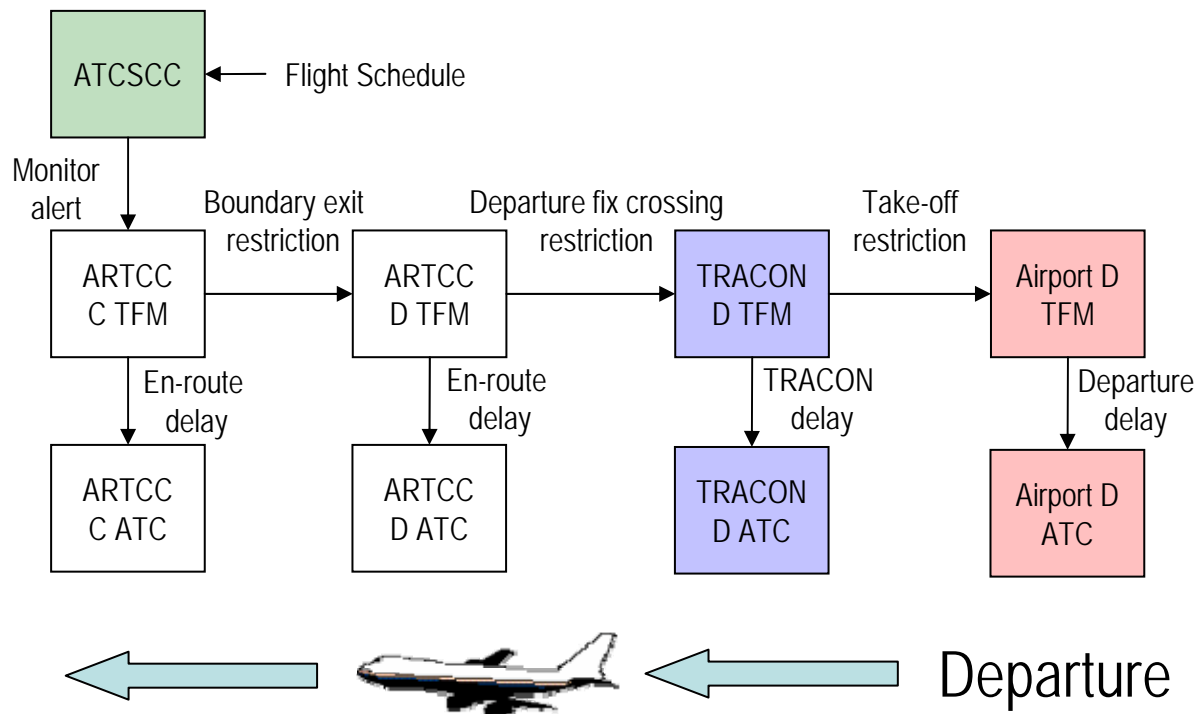 ATCSCC
Flight Schedule
Monitor
alert
Boundary exit
restriction
Departure fix crossing
restriction
Take-off
restriction
ARTCC
C TFM
ARTCC
D TFM
TRACON
D TFM
Airport D
TFM
En-route
delay
En-route
delay
TRACON
delay
Departure
delay
ARTCC
C ATC
ARTCC
D ATC
TRACON
D ATC
Airport D
ATC
Departure